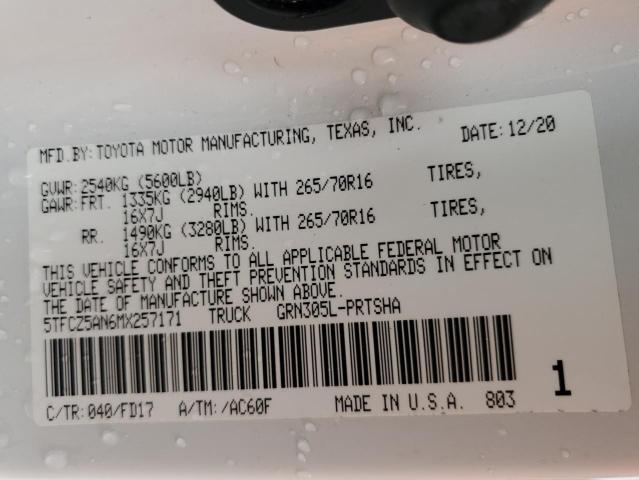 MFD.BY: TOYOTA MOTOR MANUFACTURING, TEXAS, INC. DATE: 12/20
GVWR: 2540KG (5600LB)
GAWR: FRT. 1335KG (2940LB) WITH 265/70R16 TIRES,
16X7J RIMS.
RR. 1490KG (3280LB) WITH 265/70R16 TIRES,
16X7J RIMS.
THIS VEHICLE CONFORMS TO ALL APPLICABLE FEDERAL MOTOR
VEHICLE SAFETY AND THEFT PREVENTION STANDARDS IN EFFECT ON
THE DATE OF MANUFACTURE SHOWN ABOVE.
5TFCZ5AN6MX257171 TRUCK GRN305L-PRTSHA
1
C/TR: 040/FD17 A/TM: /AC60F MADE IN U.S.A. 803